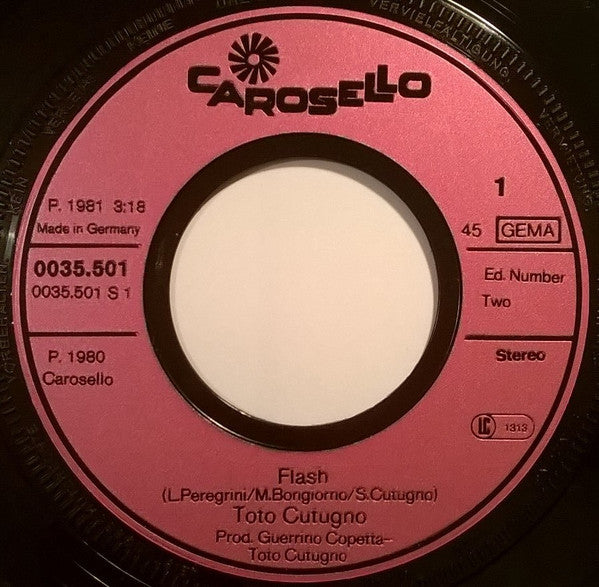 VERVIELFÄLTIGUNG
CAROSELLO
P. 1981 3:18
Made in Germany
0035.501
0035.501 S 1
P. 1980
Carosello
1
45 GEMA
Ed. Number
Two
Stereo
LC 1313
Flash
(L.Peregrini/M.Bongiorno/S.Cutugno)
Toto Cutugno
Prod. Guerrino Copetta-
Toto Cutugno